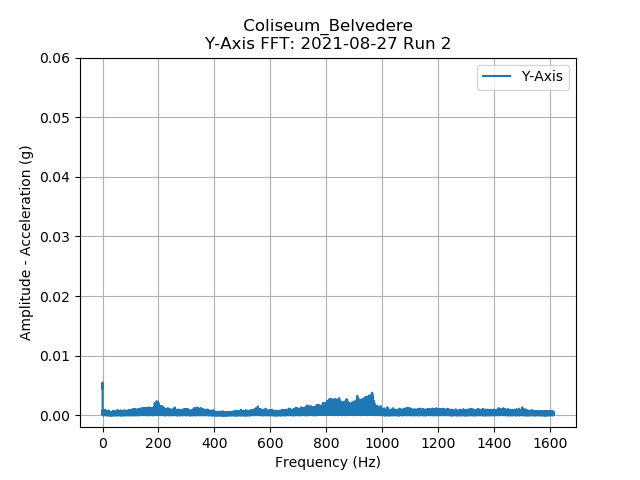 Coliseum_Belvedere
Y-Axis FFT: 2021-08-27 Run 2
Y-Axis
0.06
0.05
0.04
0.03
0.02
0.01
0.00
Amplitude - Acceleration (g)
0 200 400 600 800 1000 1200 1400 1600
Frequency (Hz)